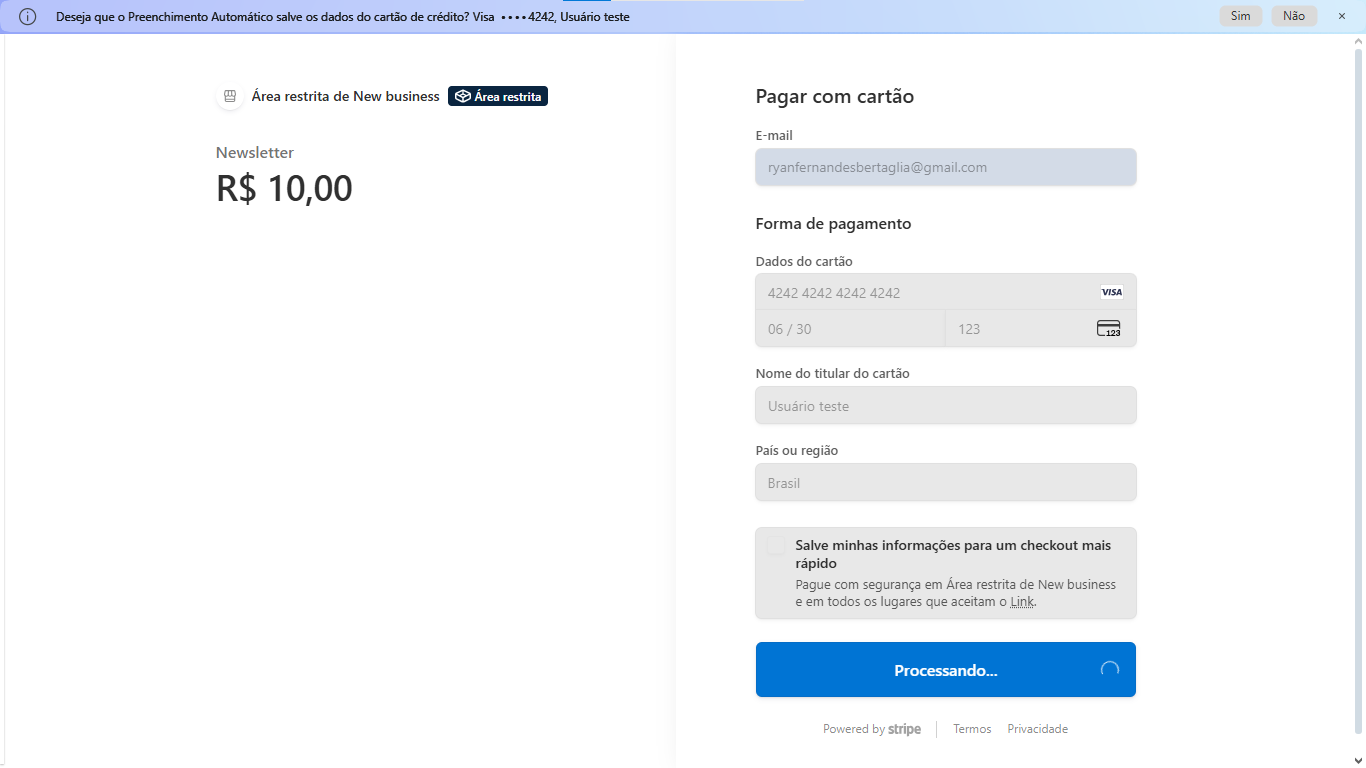 Deseja que o Preenchimento Automático salve os dados do cartão de crédito? Visa ••••4242, Usuário teste
Sim
Não
Área restrita de New business
Área restrita
Newsletter
R$ 10,00
Pagar com cartão
E-mail
ryanfernandesbertaglia@gmail.com
Forma de pagamento
Dados do cartão
4242 4242 4242 4242
VISA
06 / 30
123
123
Nome do titular do cartão
Usuário teste
País ou região
Brasil
Salve minhas informações para um checkout mais
rápido
Pague com segurança em Área restrita de New business
e em todos os lugares que aceitam o Link.
Processando...
Powered by stripe
Termos
Privacidade